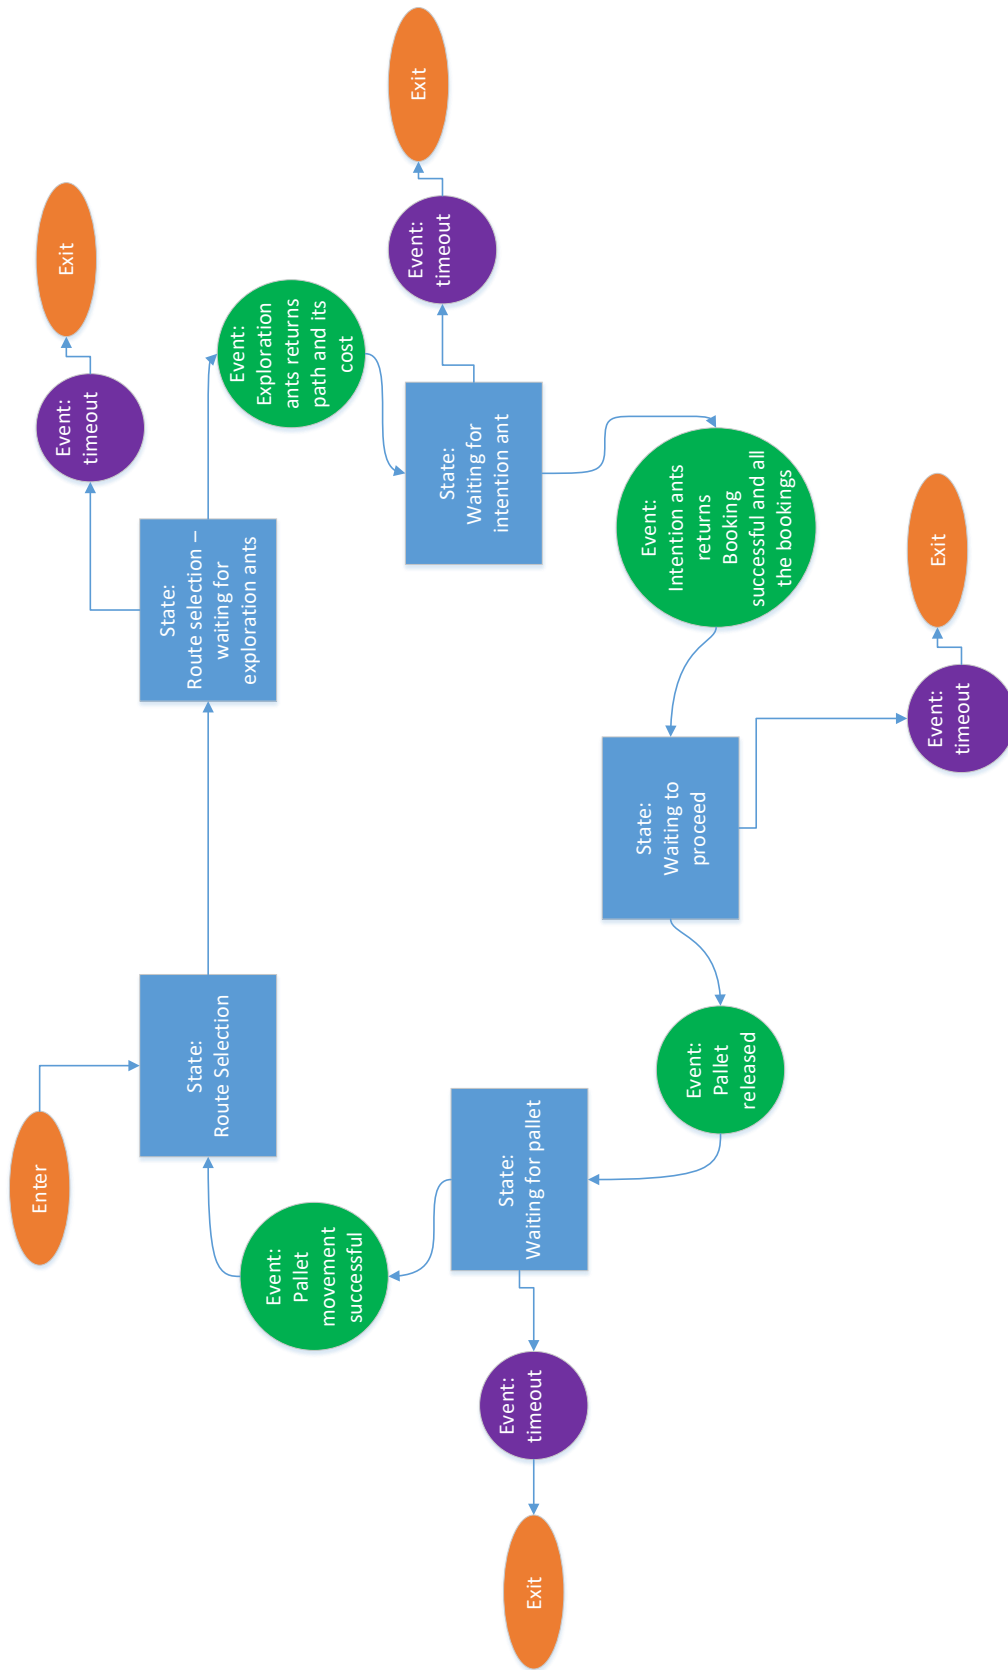 Enter
State:
Route Selection
State:
Route selection –
waiting for
exploration ants
Event:
timeout
Exit
Event:
Exploration
ants returns
path and its
cost
State:
Waiting for
intention ant
Event:
timeout
Exit
Event:
Intention ants
returns
Booking
successful and all
the bookings
State:
Waiting to
proceed
Event:
timeout
Exit
Event:
Pallet
released
State:
Waiting for pallet
Event:
timeout
Exit
Event:
Pallet
movement
successful